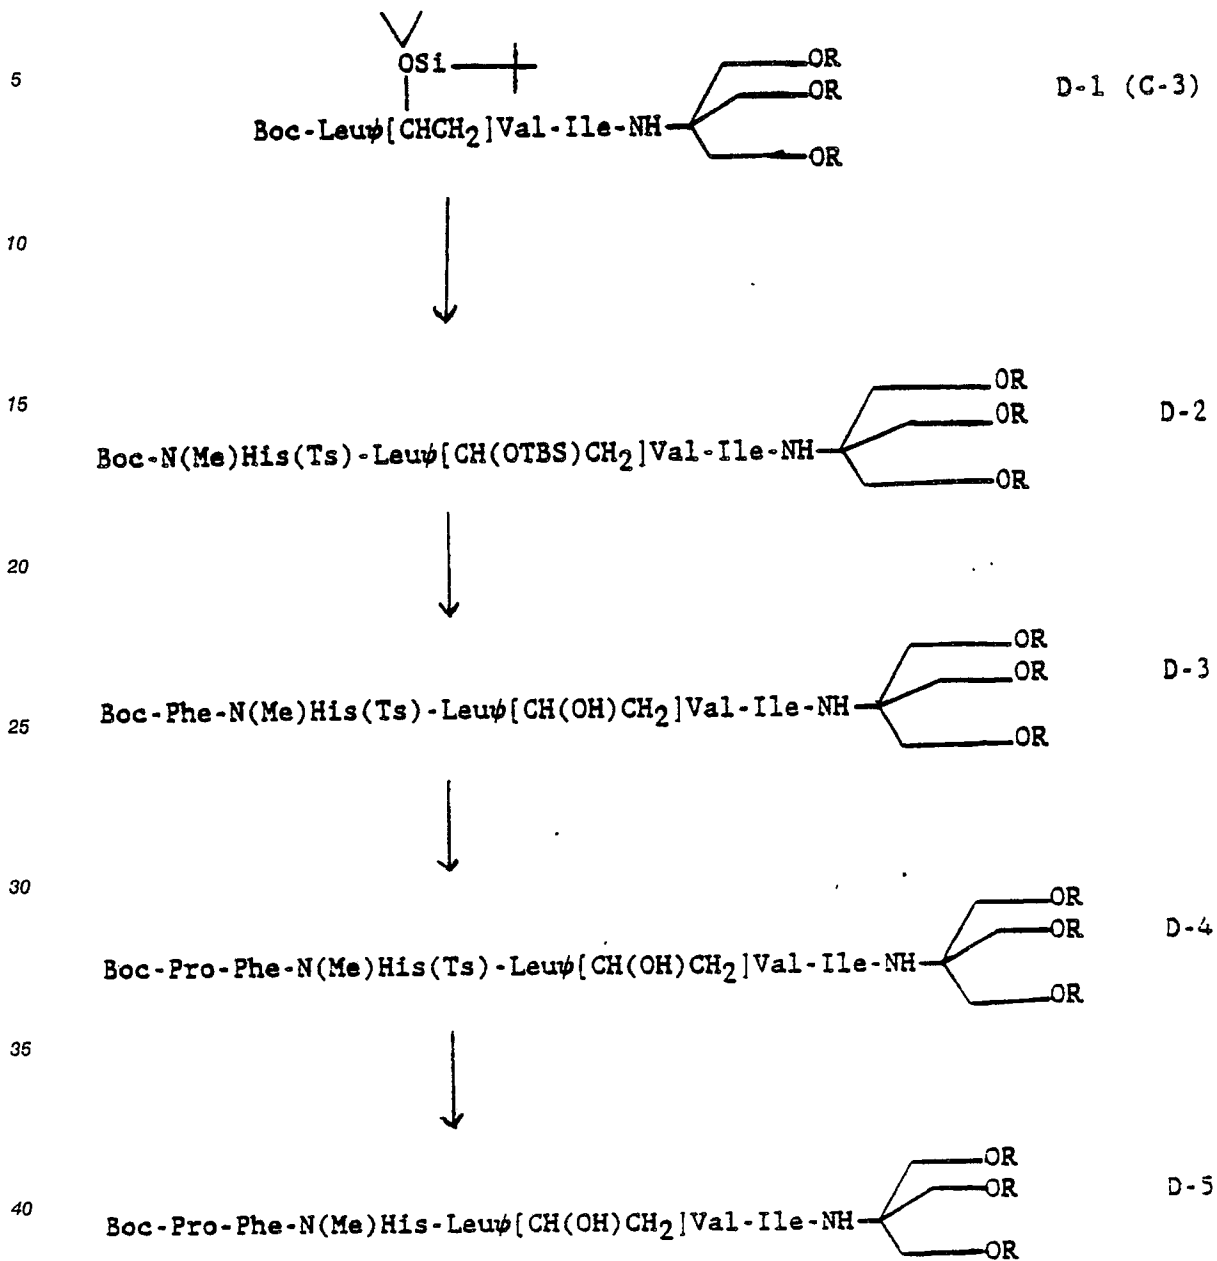 OSi
5
OR
OR
D-1 (C-3)
Boc-Leuψ[CHCH₂]Val-Ile-NH
OR
10
OR
15
OR
D-2
Boc-N(Me)His(Ts)-Leuψ[CH(OTBS)CH₂]Val-Ile-NH
OR
20
OR
D-3
OR
Boc-Phe-N(Me)His(Ts)-Leuψ[CH(OH)CH₂]Val-Ile-NH
25
OR
30
OR
OR
D-4
Boc-Pro-Phe-N(Me)His(Ts)-Leuψ[CH(OH)CH₂]Val-Ile-NH
OR
35
OR
OR
D-5
40
Boc-Pro-Phe-N(Me)His-Leuψ[CH(OH)CH₂]Val-Ile-NH
OR